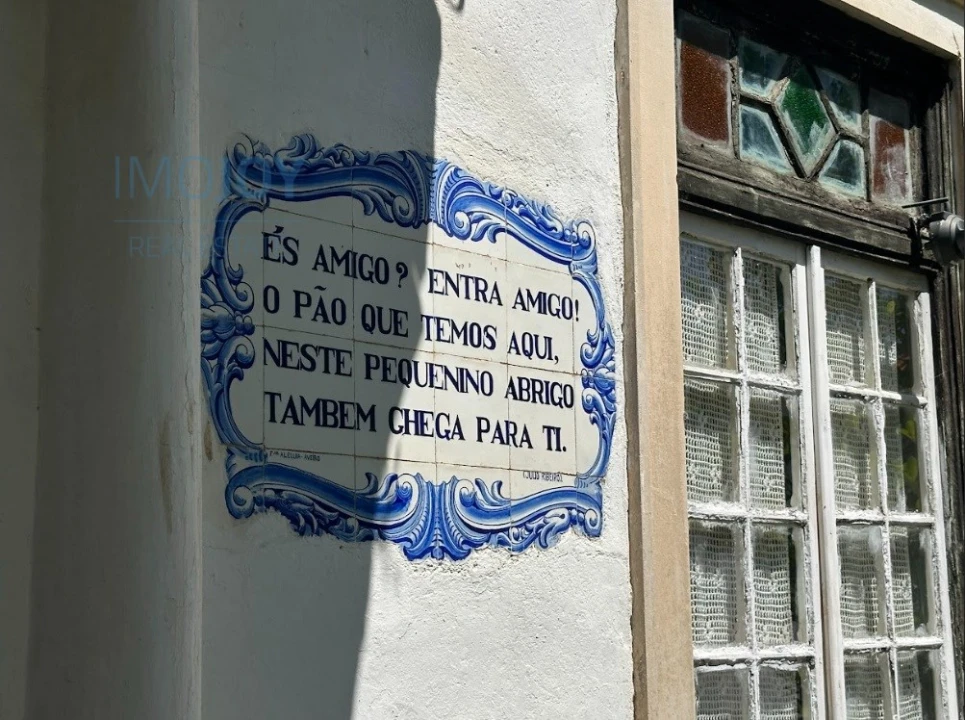 ÉS AMIGO? ENTRA AMIGO!
O PÃO QUE TEMOS AQUI,
NESTE PEQUENINO ABRIGO
TAMBEM CHEGA PARA TI.